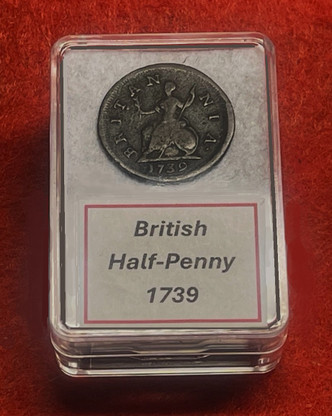 BRITAN NIA
1739
British
Half-Penny
1739